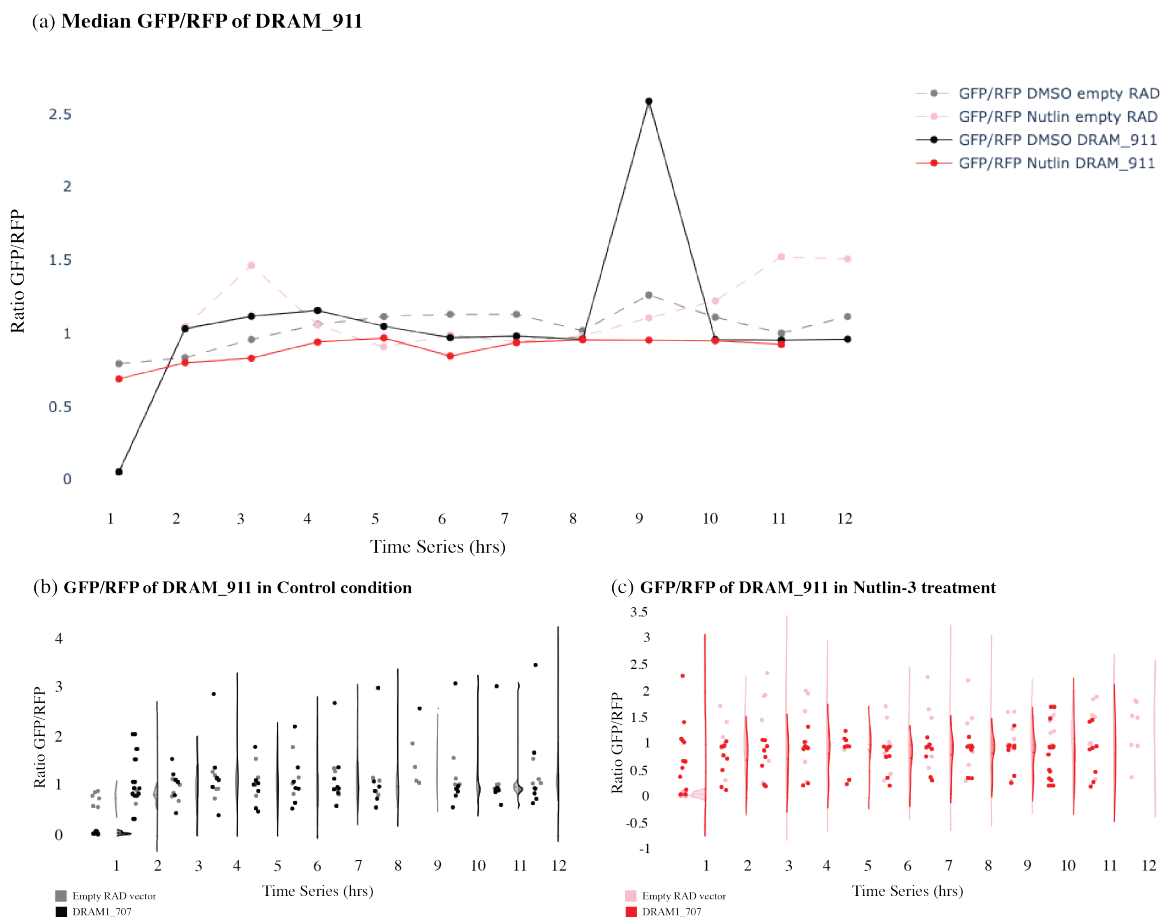 (a) Median GFP/RFP of DRAM_911
GFP/RFP DMSO empty RAD
GFP/RFP Nutlin empty RAD
GFP/RFP DMSO DRAM_911
GFP/RFP Nutlin DRAM_911
Ratio GFP/RFP
2.5
2
1.5
1
0.5
0
1 2 3 4 5 6 7 8 9 10 11 12
Time Series (hrs)
(b) GFP/RFP of DRAM_911 in Control condition
Ratio GFP/RFP
4
3
2
1
0
1 2 3 4 5 6 7 8 9 10 11 12
Time Series (hrs)
Empty RAD vector
DRAM1_707
(c) GFP/RFP of DRAM_911 in Nutlin-3 treatment
Ratio GFP/RFP
3.5
3
2.5
2
1.5
1
0.5
0
-0.5
-1
1 2 3 4 5 6 7 8 9 10 11 12
Time Series (hrs)
Empty RAD vector
DRAM1_707